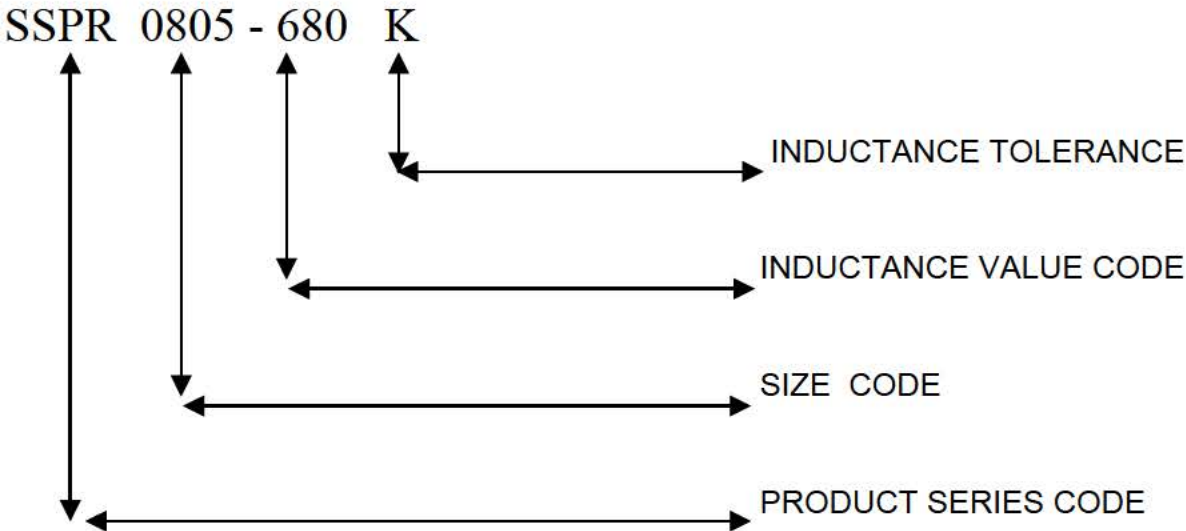 SSPR 0805 - 680 K
INDUCTANCE TOLERANCE
INDUCTANCE VALUE CODE
SIZE CODE
PRODUCT SERIES CODE